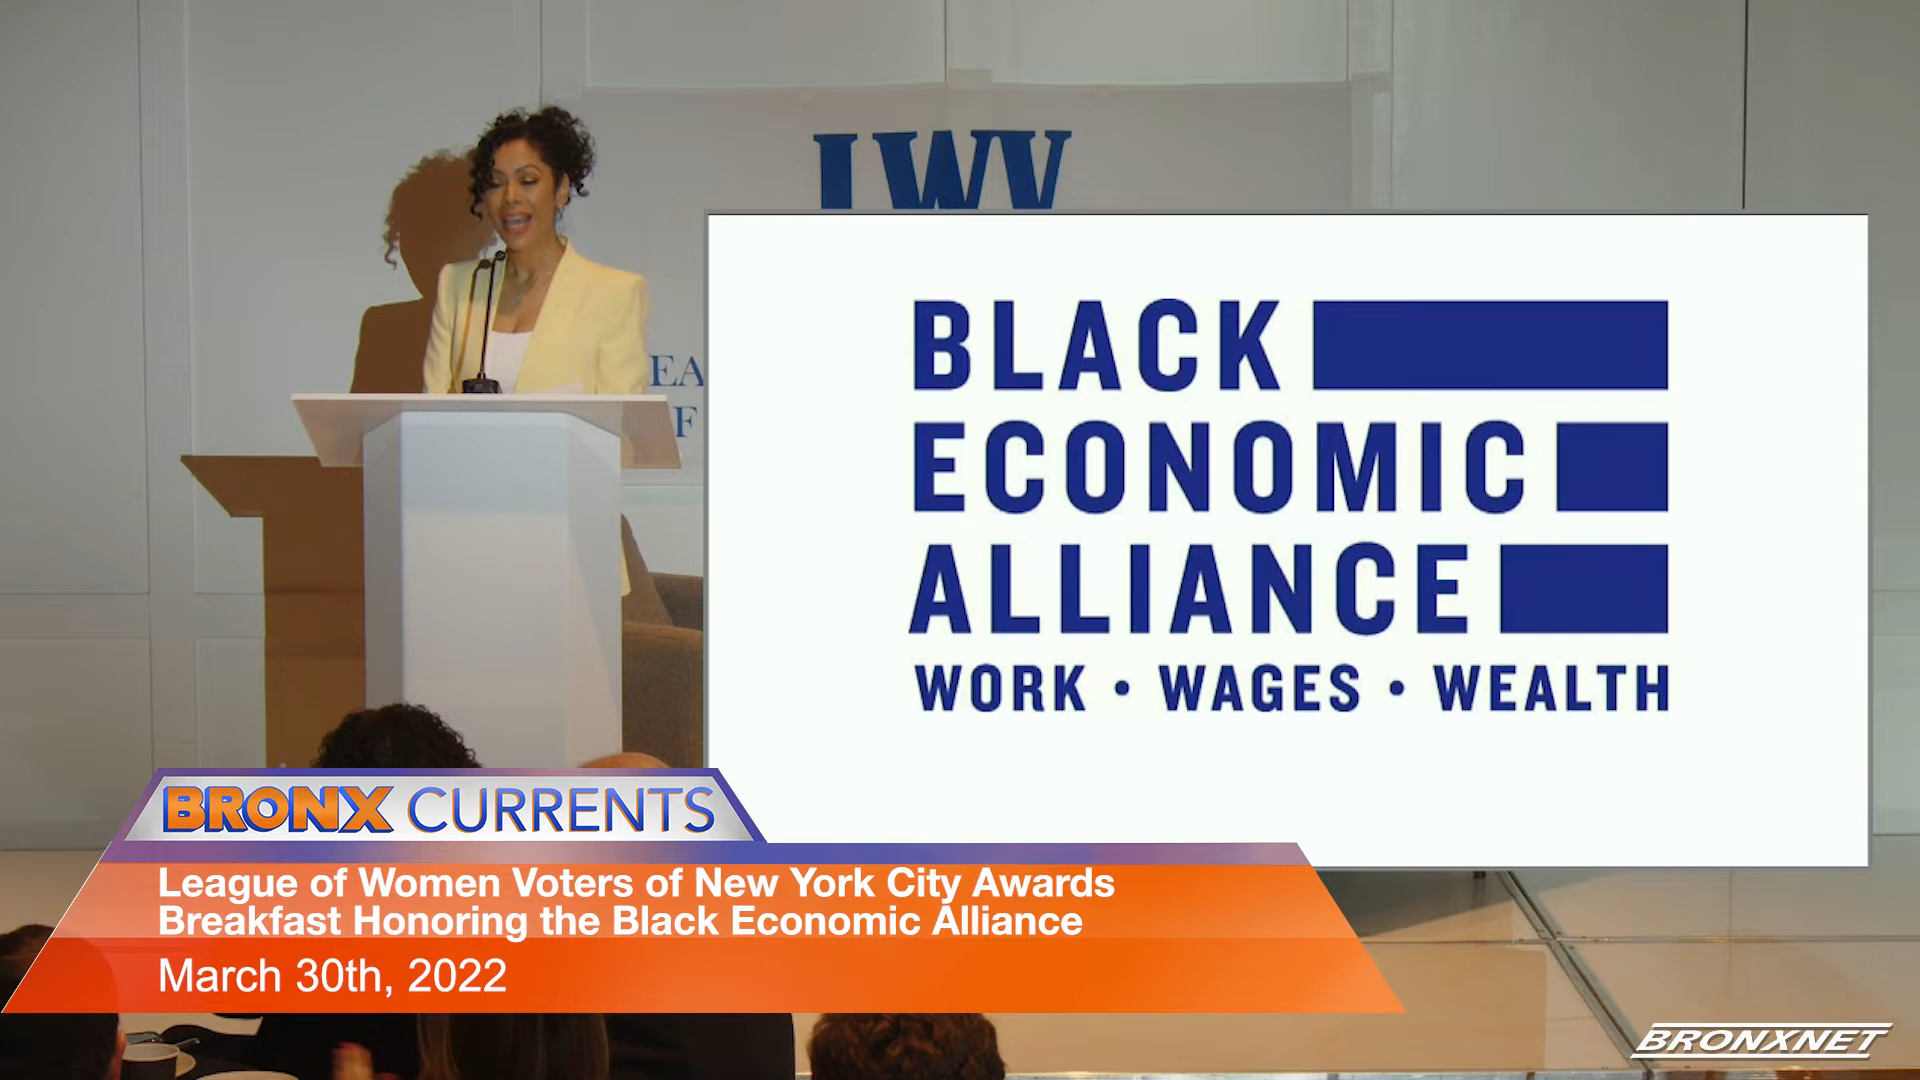 LWV
BLACK
ECONOMIC
ALLIANCE
WORK • WAGES • WEALTH
BRONX CURRENTS
League of Women Voters of New York City Awards
Breakfast Honoring the Black Economic Alliance
March 30th, 2022
BRONXNET